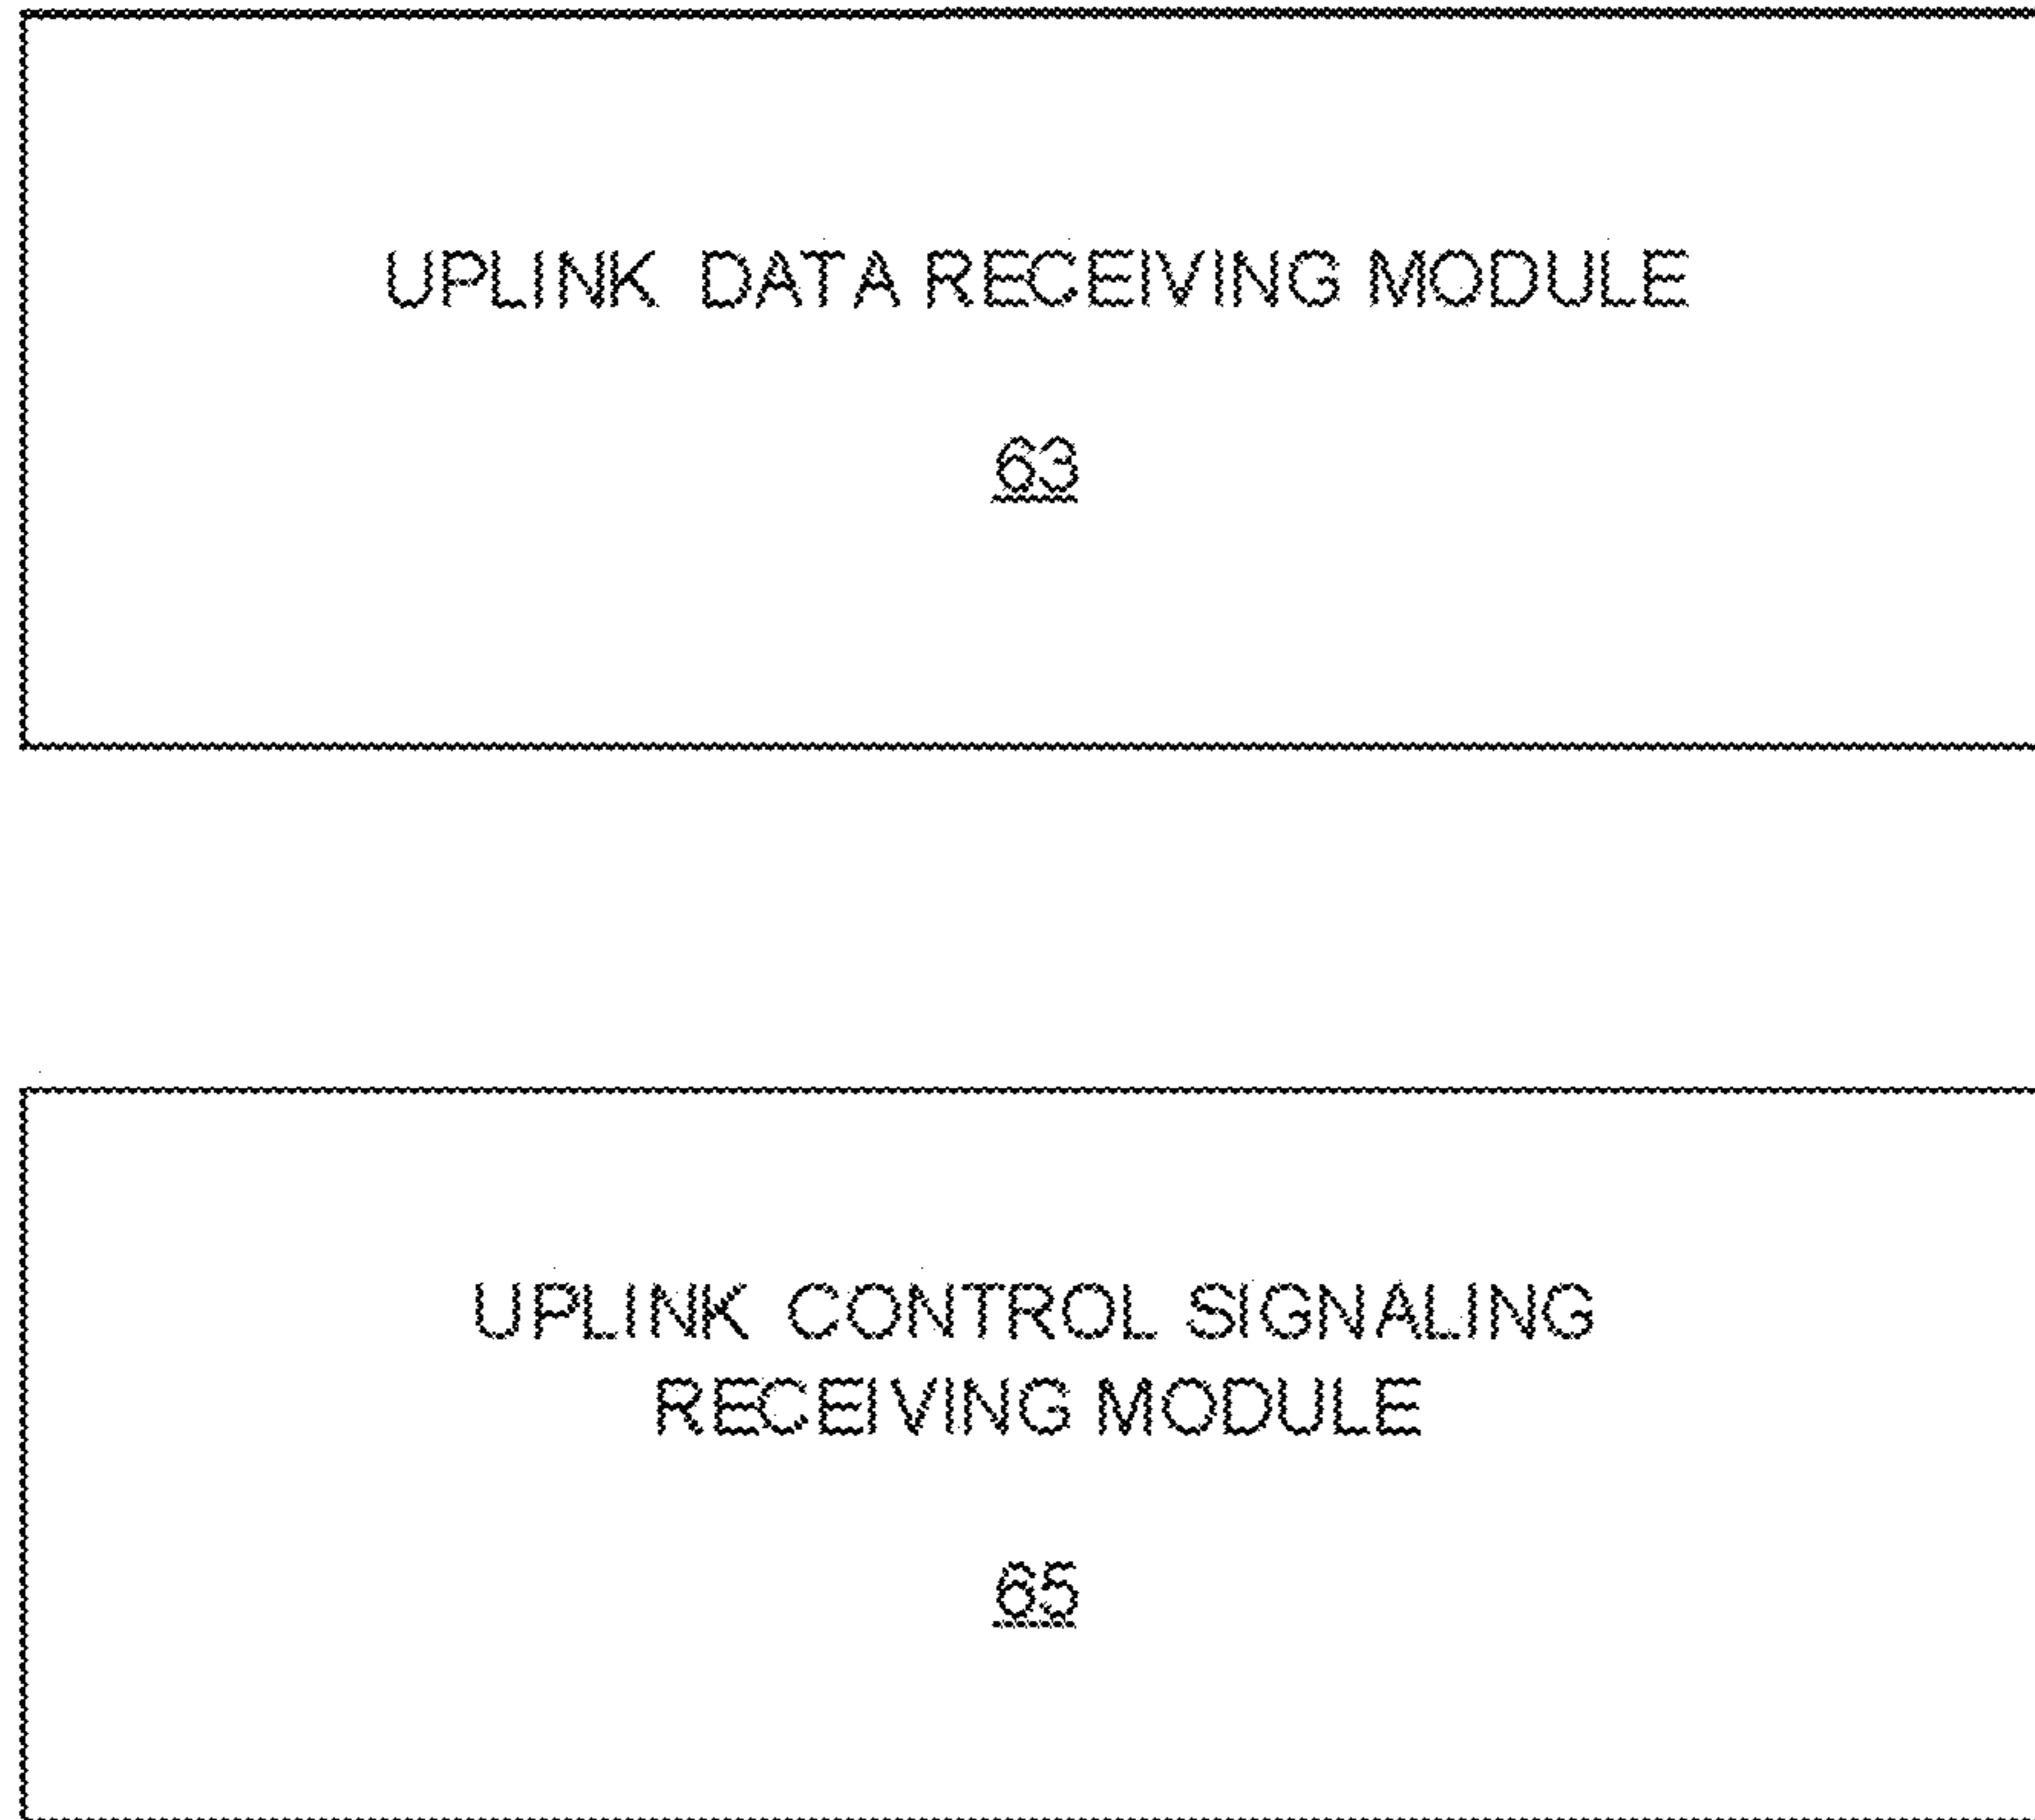 UPLINK DATA RECEIVING MODULE
63
UPLINK CONTROL SIGNALING
RECEIVING MODULE
65